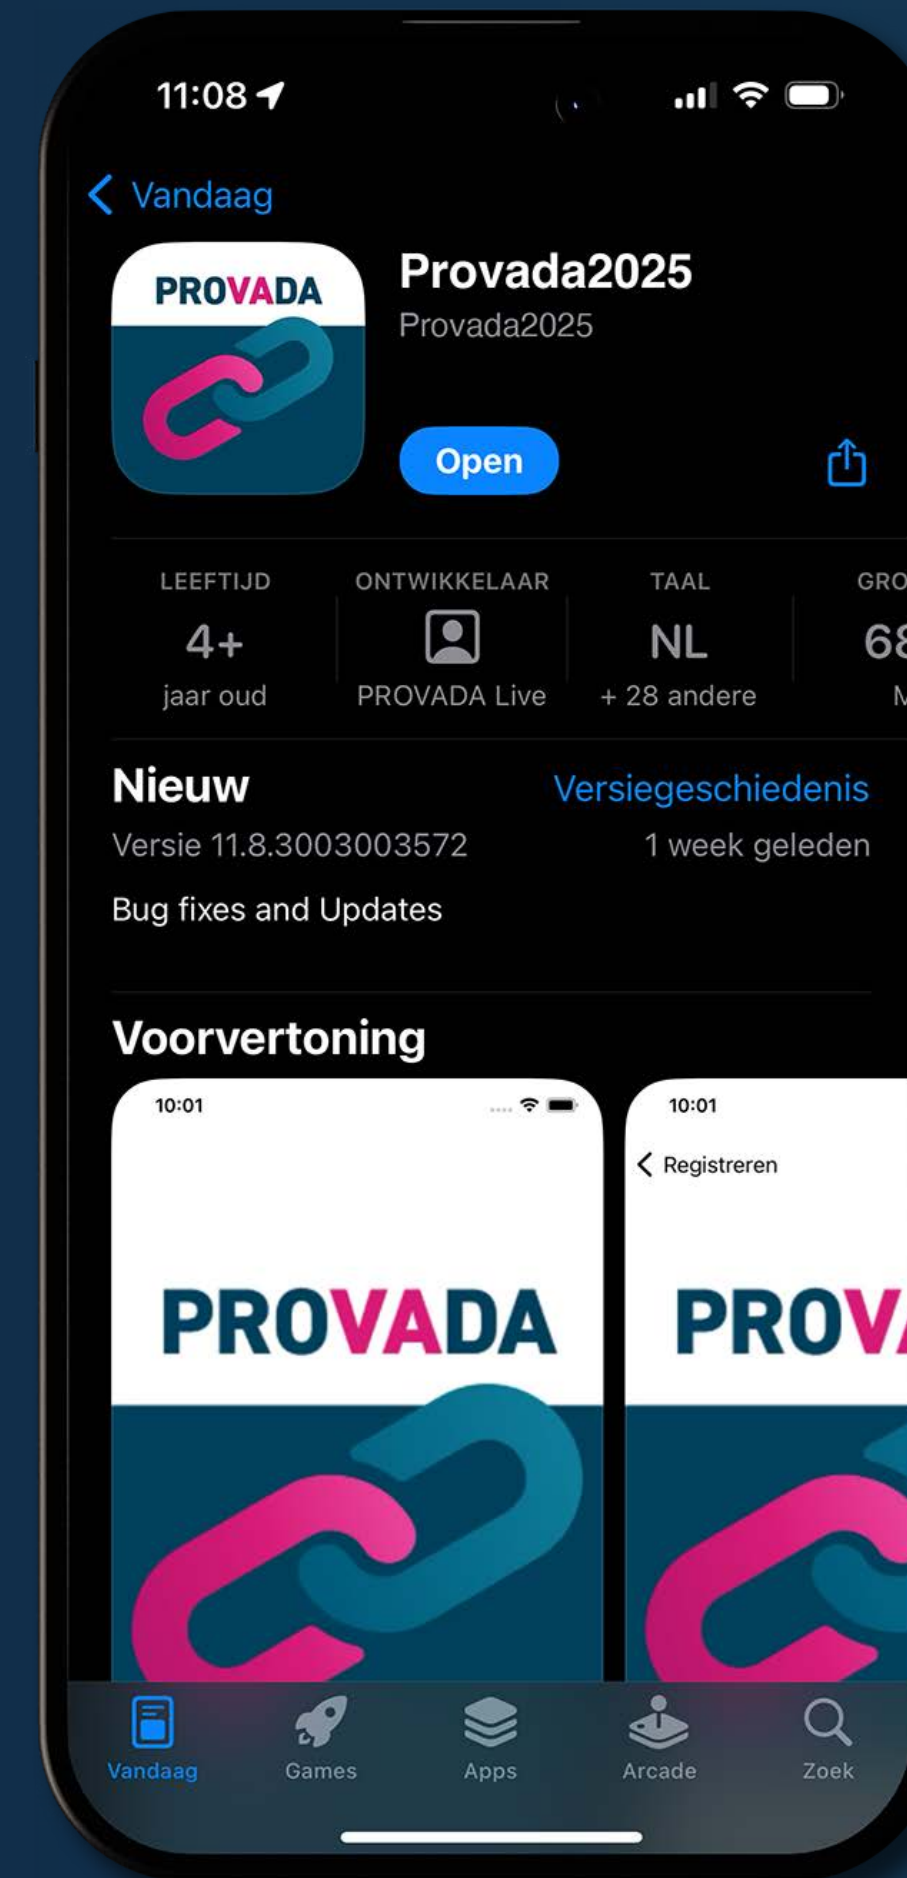 11:08
Vandaag
PROVADA
Provada2025
Provada2025
Open
LEEFTIJD
ONTWIKKELAAR
TAAL
4+
NL
jaar oud
PROVADA Live
+ 28 andere
Nieuw
Versiegeschiedenis
Versie 11.8.3003003572
1 week geleden
Bug fixes and Updates
Voorvertoning
10:01
10:01
Registreren
PROVADA
Vandaag
Games
Apps
Arcade
Zoek